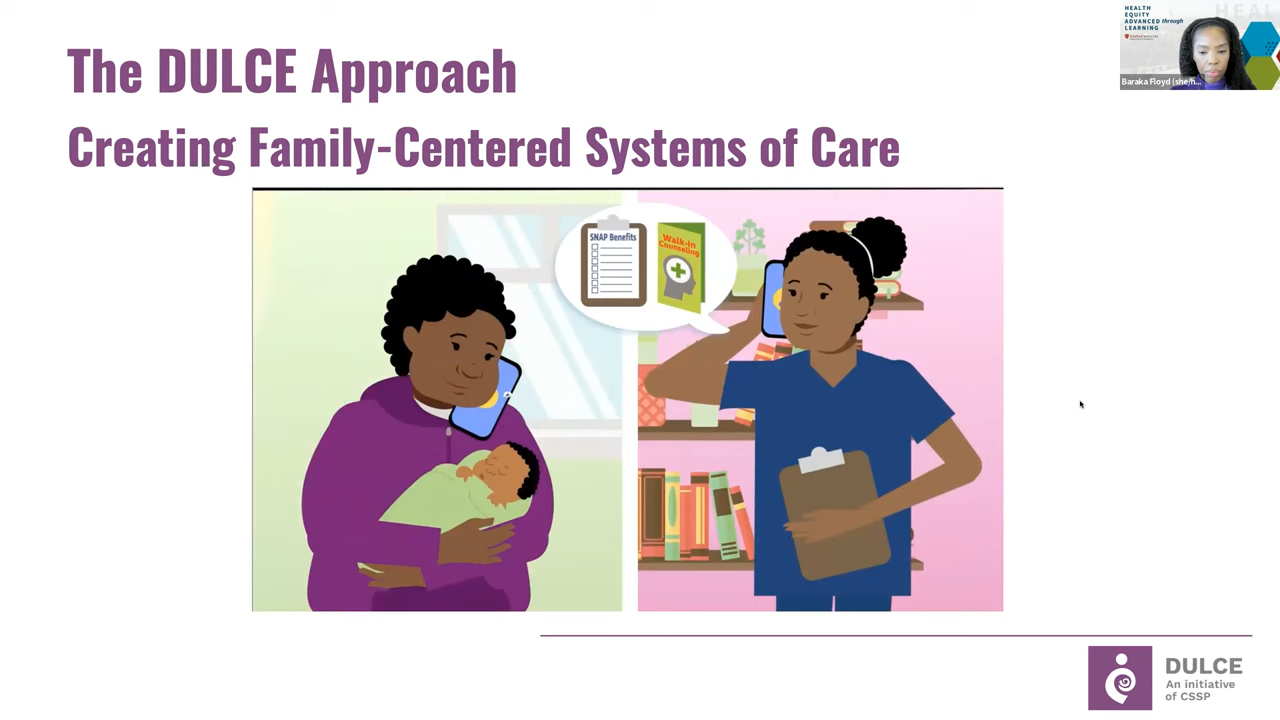 The DULCE Approach
Creating Family-Centered Systems of Care
SNAP Benefits
Walk-In
Counseling
HEALTH
EQUITY
ADVANCED through
LEARNING
HEAL
Baraka Floyd (she/h...
DULCE
An initiative
of CSSP